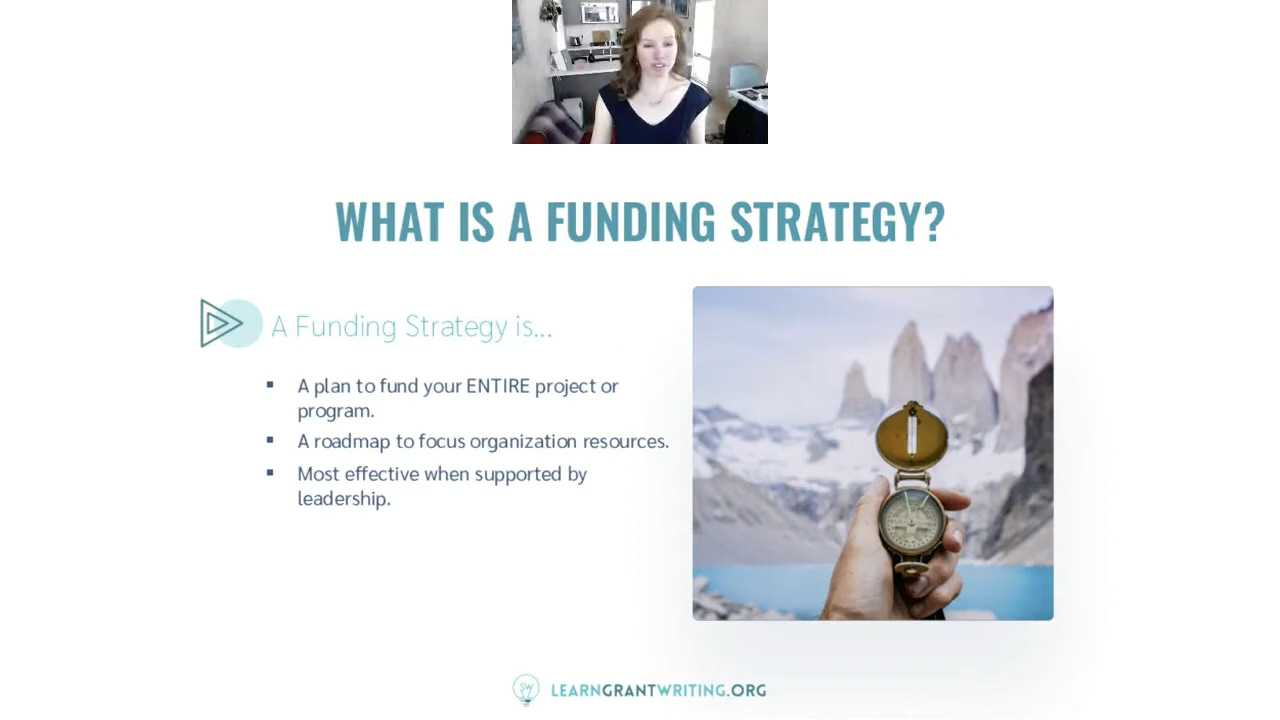 WHAT IS A FUNDING STRATEGY?
A Funding Strategy is...
▪ A plan to fund your ENTIRE project or
program.
▪ A roadmap to focus organization resources.
▪ Most effective when supported by
leadership.
LEARNGRANTWRITING.ORG